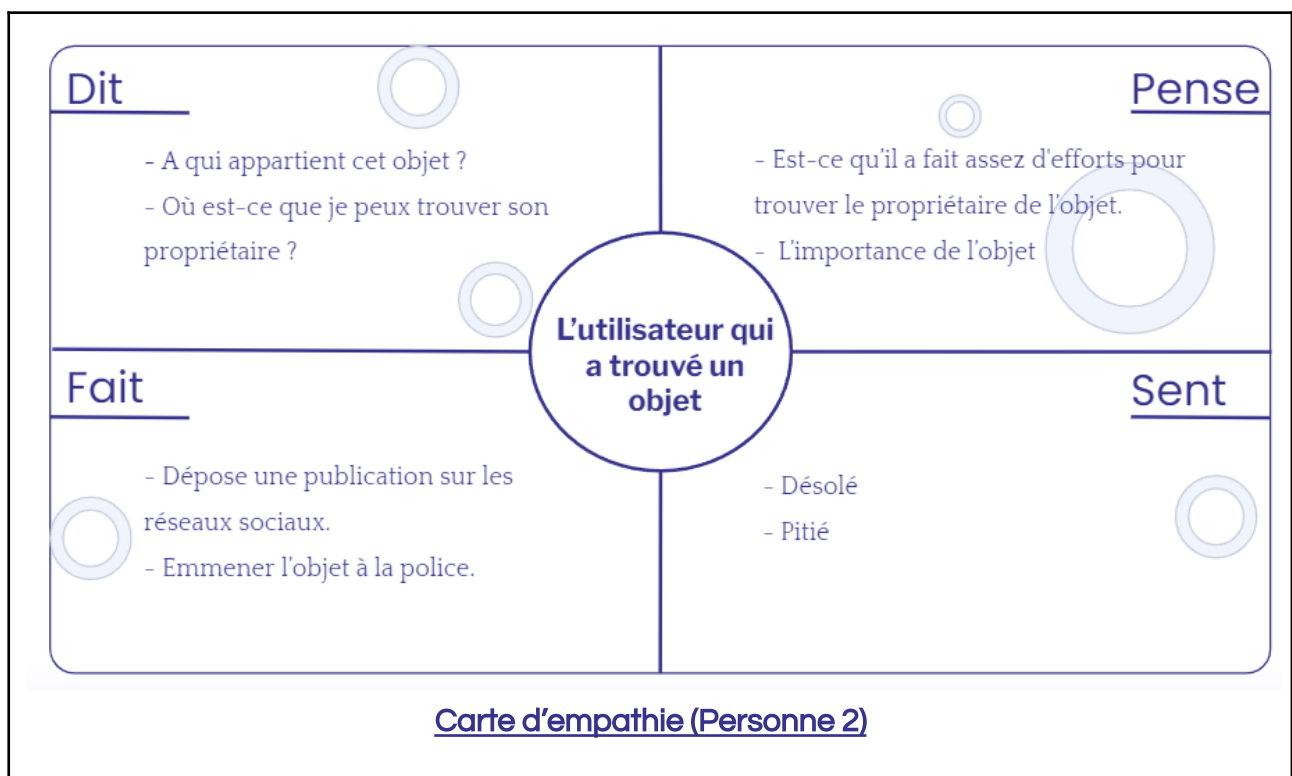 Dit
- A qui appartient cet objet ?
- Où est-ce que je peux trouver son
propriétaire ?
Pense
- Est-ce qu'il a fait assez d'efforts pour
trouver le propriétaire de l'objet.
- L'importance de l'objet
L'utilisateur qui
a trouvé un
objet
Fait
- Dépose une publication sur les
réseaux sociaux.
- Emmener l'objet à la police.
Sent
- Désolé
- Pitié
Carte d'empathie (Personne 2)